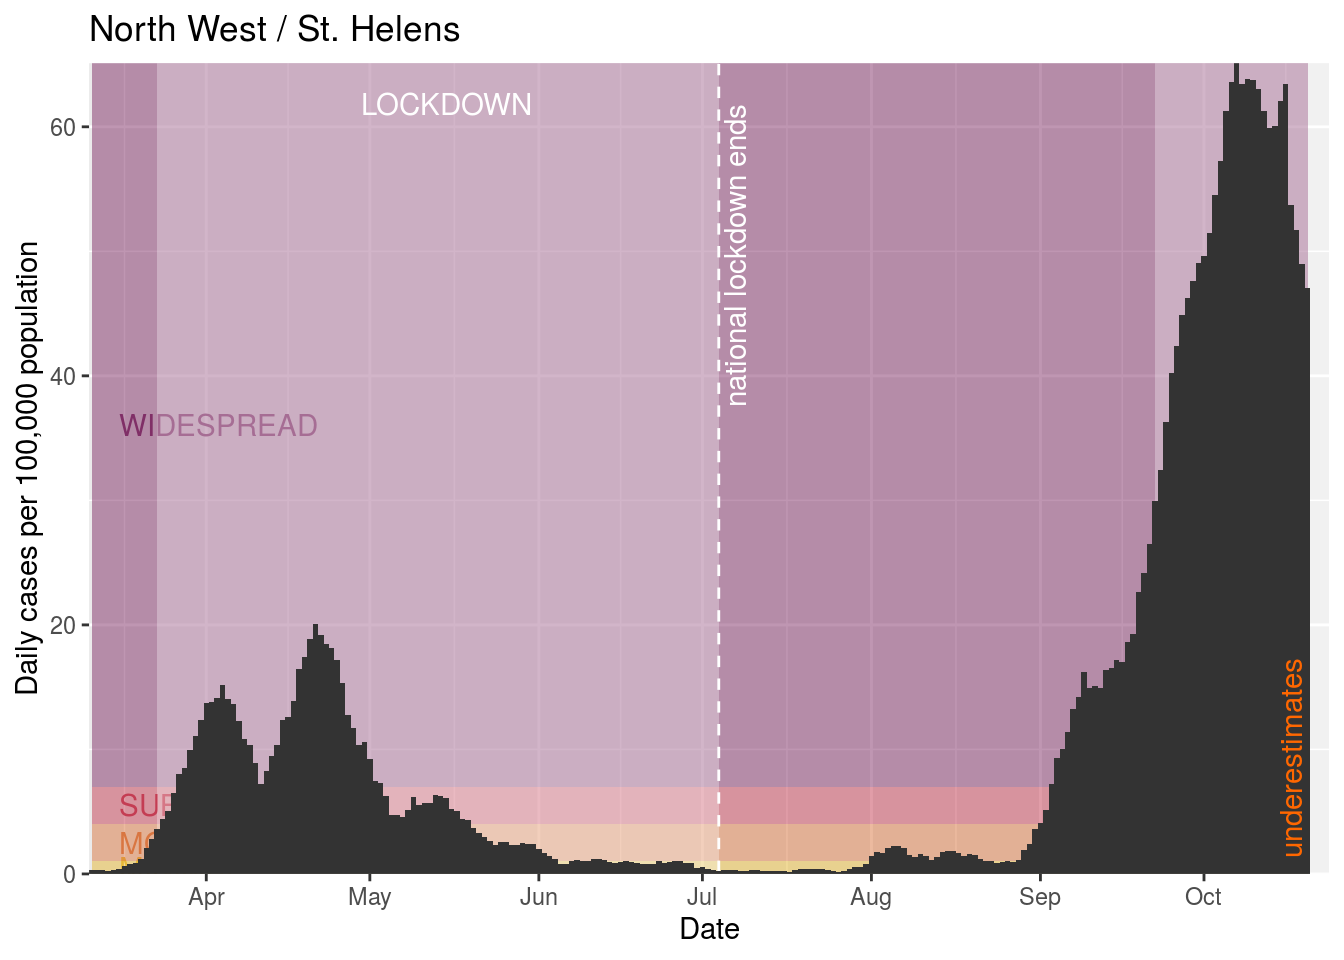 North West / St. Helens
LOCKDOWN
national lockdown ends
WIDESPREAD
underestimates
Daily cases per 100,000 population
60
40
20
0
Apr
May
Jun
Jul
Aug
Sep
Oct
Date